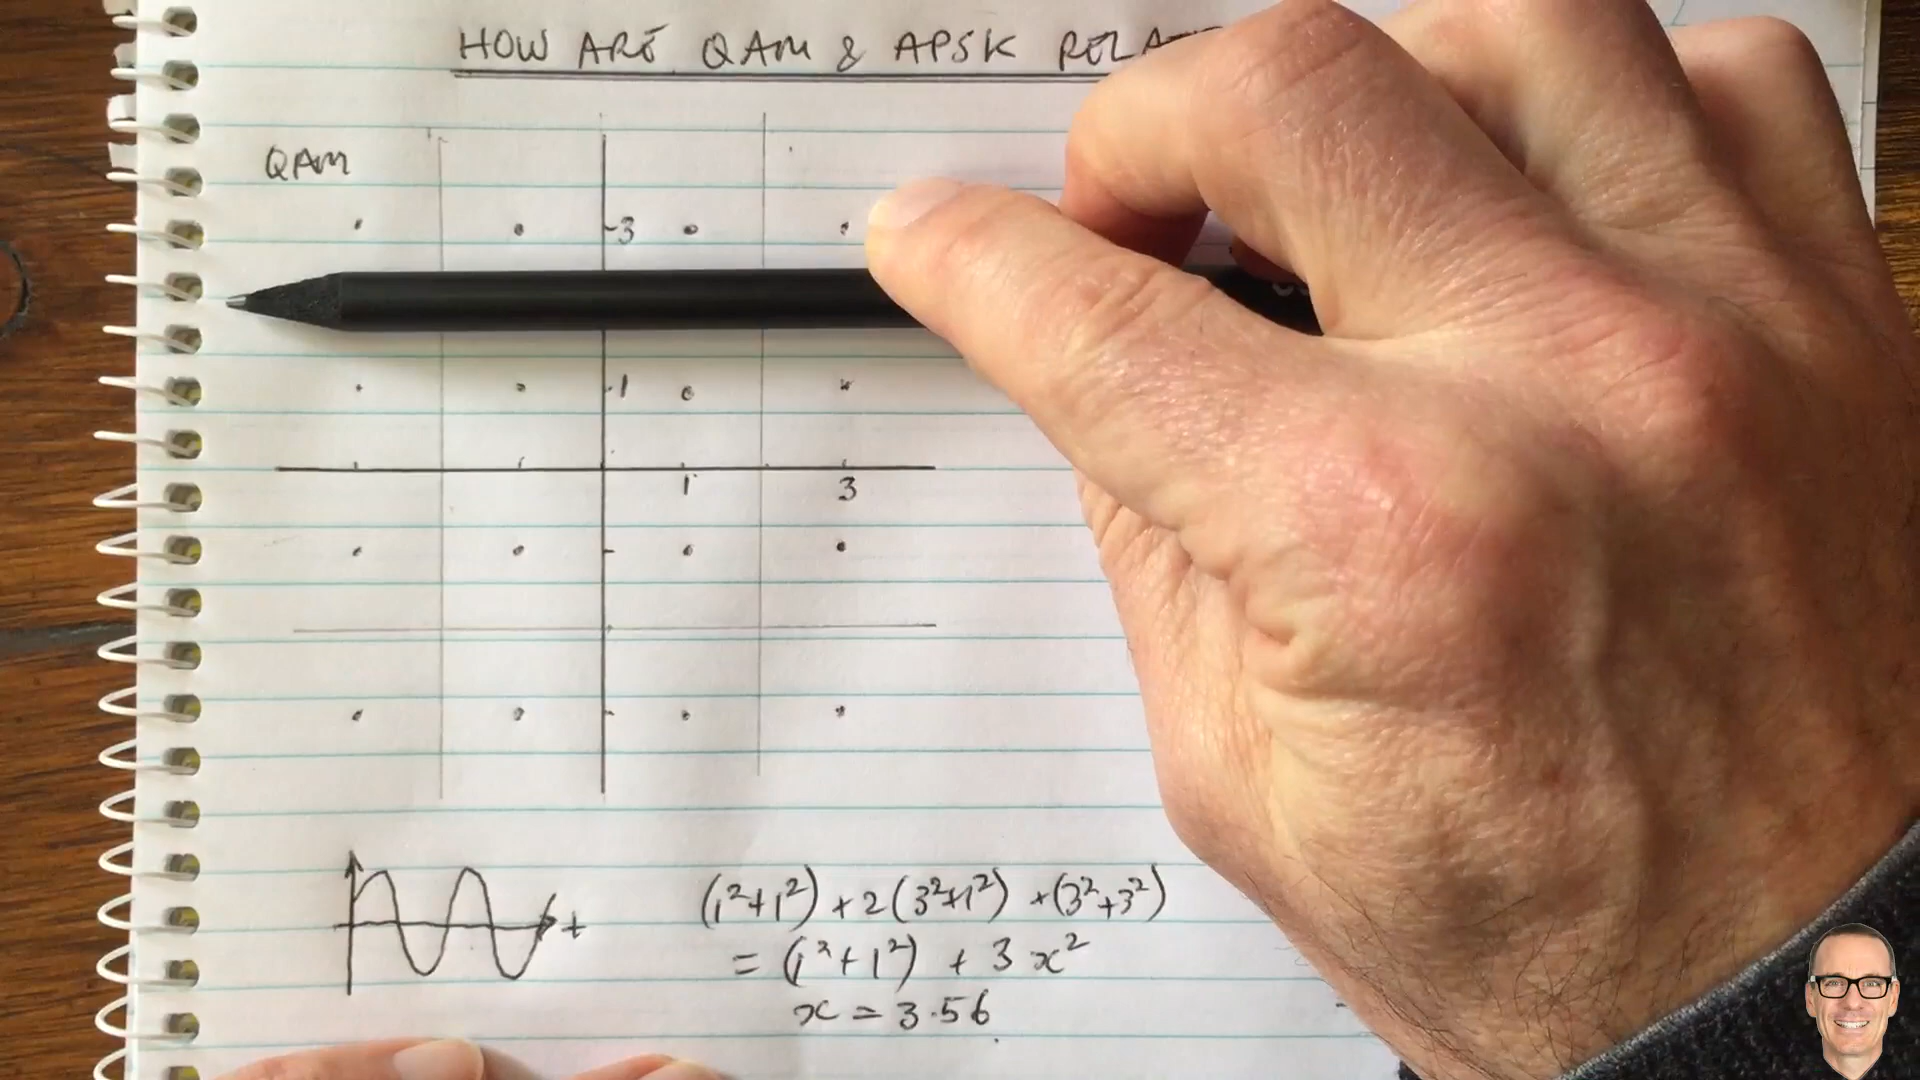 HOW ARE QAM & APSK
QAM
3
1
1 3
t
(1²+1²) + 2(3²+1²) + (3²+3²)
= (1²+1²) + 3x²
x = 3.56